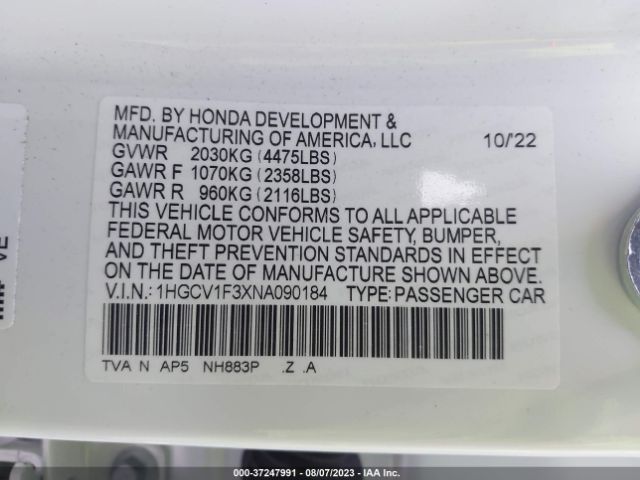 MFD. BY HONDA DEVELOPMENT &
MANUFACTURING OF AMERICA, LLC 10/'22
GVWR 2030KG (4475LBS)
GAWR F 1070KG (2358LBS)
GAWR R 960KG (2116LBS)
THIS VEHICLE CONFORMS TO ALL APPLICABLE
FEDERAL MOTOR VEHICLE SAFETY, BUMPER,
AND THEFT PREVENTION STANDARDS IN EFFECT
ON THE DATE OF MANUFACTURE SHOWN ABOVE.
V.I.N.: 1HGCV1F3XNA090184 TYPE: PASSENGER CAR
TVA N AP5 NH883P .Z .A
000-37247991 - 08/07/2023 - IAA Inc.